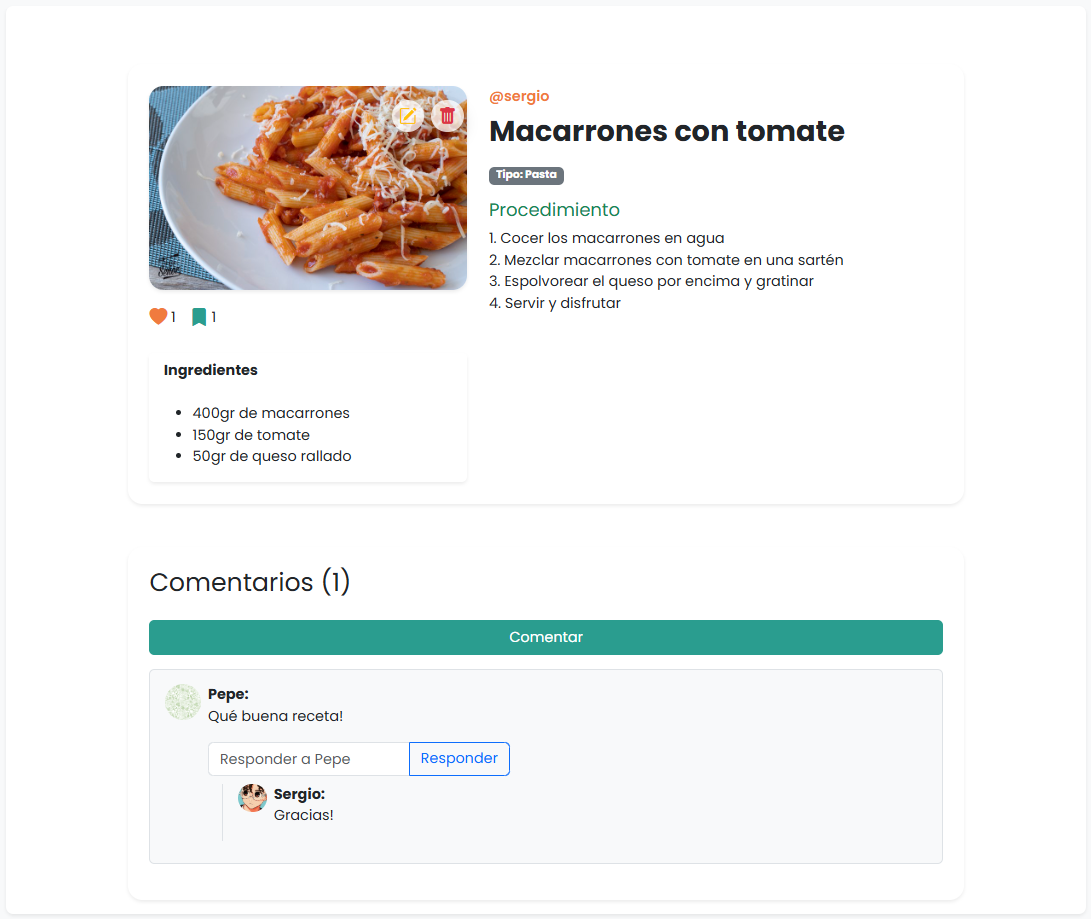 @sergio
Macarrones con tomate
Tipo: Pasta
Procedimiento
1. Cocer los macarrones en agua
2. Mezclar macarrones con tomate en una sartén
3. Espolvorear el queso por encima y gratinar
4. Servir y disfrutar
1 1
Ingredientes
• 400gr de macarrones
• 150gr de tomate
• 50gr de queso rallado
Comentarios (1)
Comentar
Pepe:
Qué buena receta!
Responder a Pepe Responder
Sergio:
Gracias!